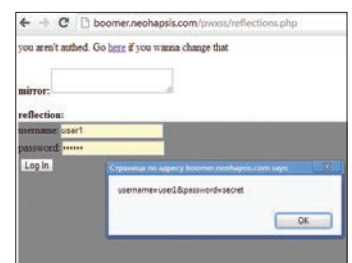 boomer.neohapsis.com/pwxss/reflections.php
you aren't authed. Go here if you wanna change that
mirror:
reflection:
username: user1
password: ••••••
Log In
Страница по адресу boomer.neohapsis.com says:
username=user1&password=secret
OK